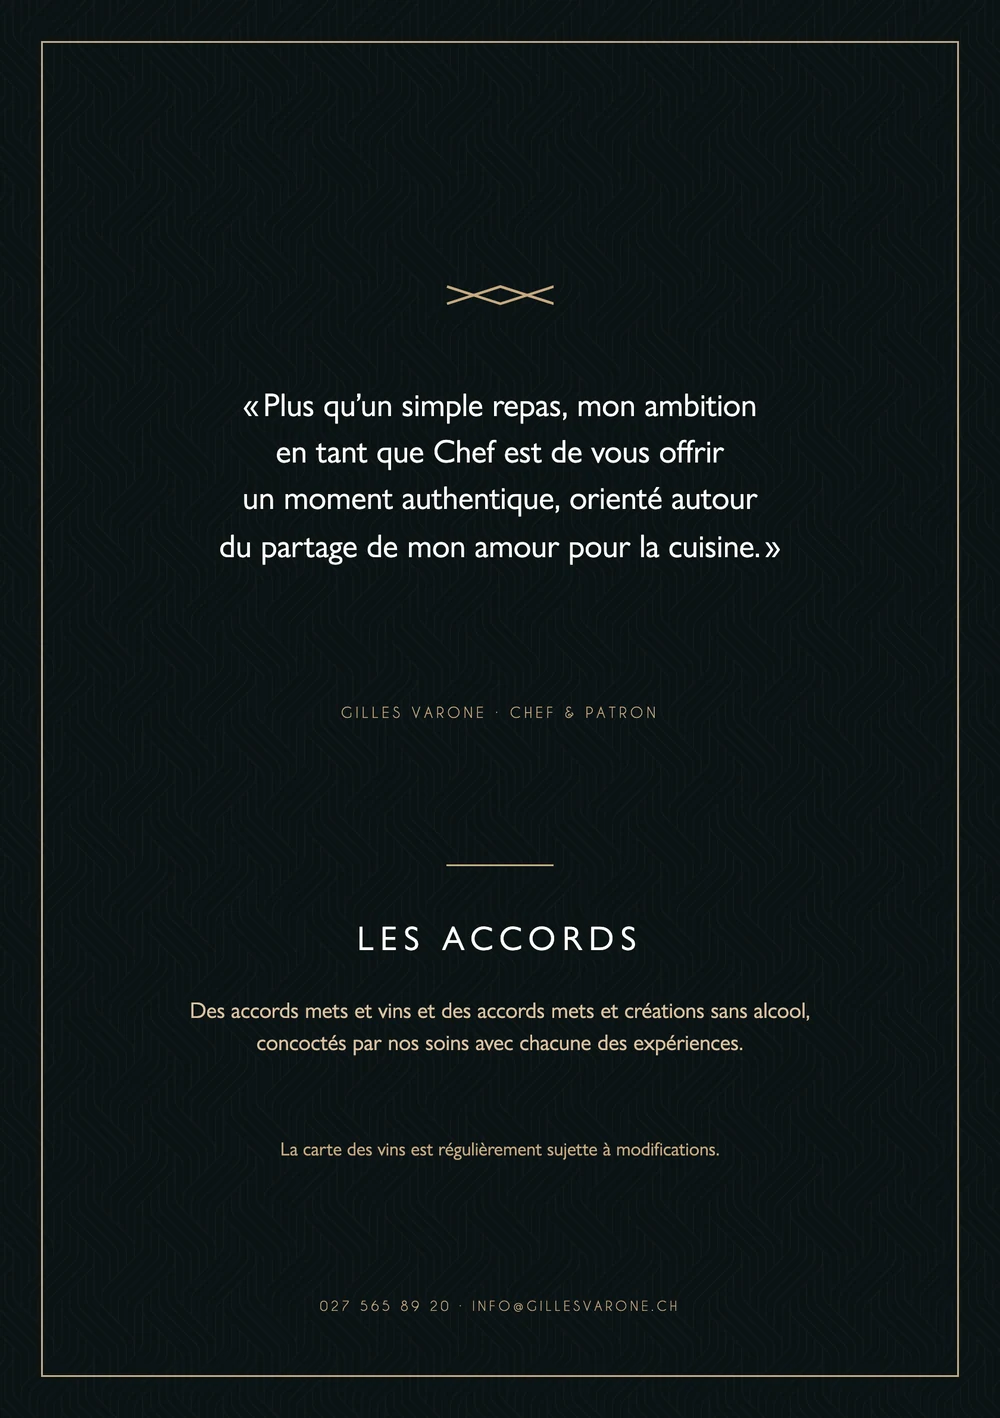 « Plus qu’un simple repas, mon ambition
en tant que Chef est de vous offrir
un moment authentique, orienté autour
du partage de mon amour pour la cuisine. »
GILLES VARONE · CHEF & PATRON
LES ACCORDS
Des accords mets et vins et des accords mets et créations sans alcool,
concoctés par nos soins avec chacune des expériences.
La carte des vins est régulièrement sujette à modifications.
027 565 89 20 · INFO@GILLESVARONE.CH